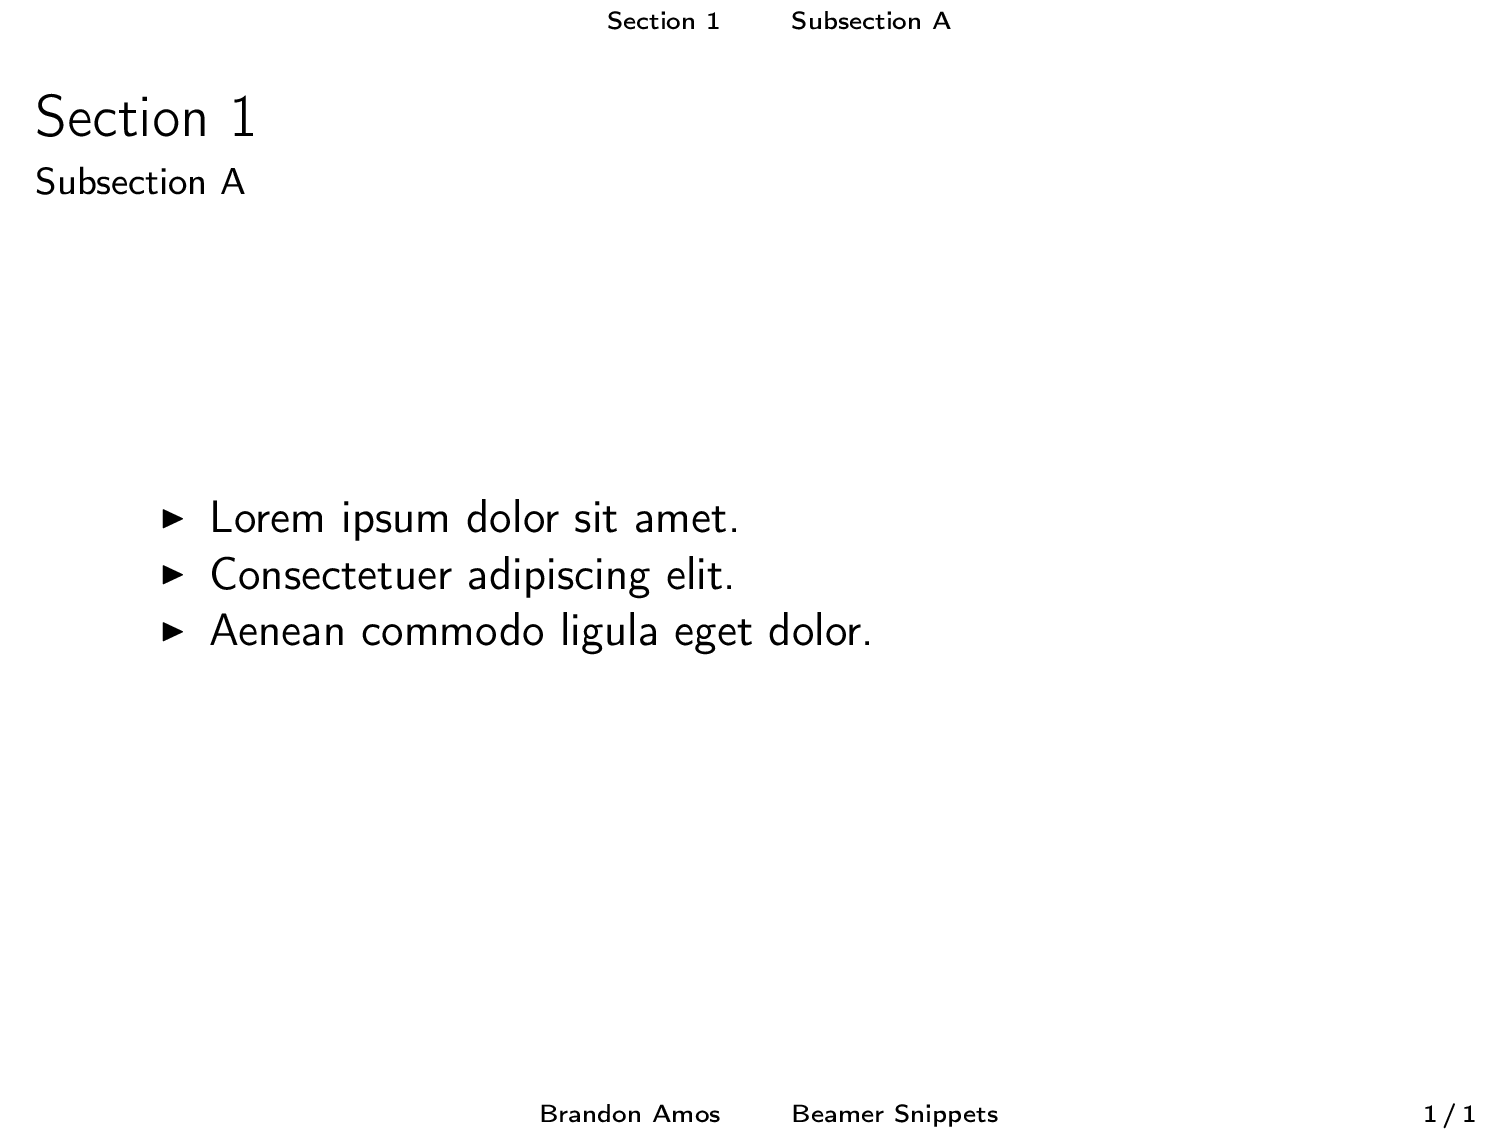 Section 1 Subsection A
Section 1
Subsection A
▶ Lorem ipsum dolor sit amet.
▶ Consectetuer adipiscing elit.
▶ Aenean commodo ligula eget dolor.
Brandon Amos Beamer Snippets 1 / 1